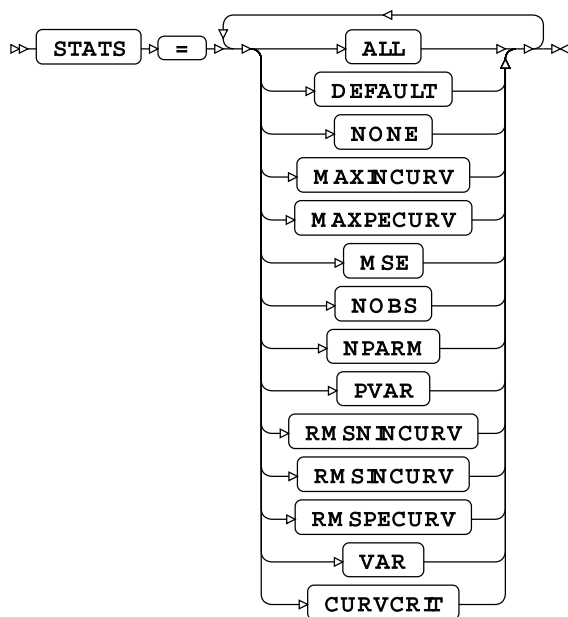 STATS = ALL
DEFAULT
NONE
MAXINCURV
MAXPECURV
MSE
NOBS
NPARM
PVAR
RMSNINCURV
RMSINCURV
RMSPECURV
VAR
CURVCRIT